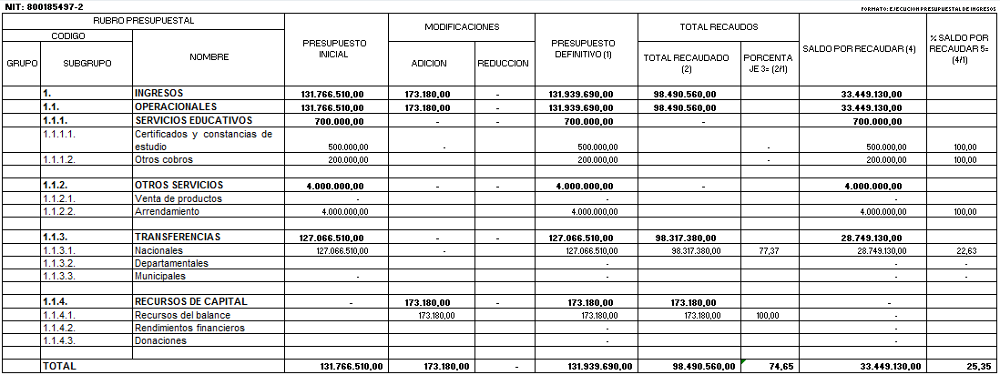 NIT: 800185497-2
FORMATO: EJECUCION PRESUPUESTAL DE INGRESOS
RUBRO PRESUPUESTAL PRESUPUESTO INICIAL MODIFICACIONES PRESUPUESTO DEFINITIVO (1) TOTAL RECAUDOS SALDO POR RECAUDAR (4) % SALDO POR RECAUDAR 5= (4/1)
CODIGO NOMBRE
GRUPO SUBGRUPO ADICION REDUCCION TOTAL RECAUDADO (2) PORCENTA JE 3= (2/1)
1. INGRESOS 131.766.510,00 173.180,00 - 131.939.690,00 98.490.560,00 33.449.130,00
1.1. OPERACIONALES 131.766.510,00 173.180,00 - 131.939.690,00 98.490.560,00 33.449.130,00
1.1.1. SERVICIOS EDUCATIVOS 700.000,00 - - 700.000,00 - 700.000,00
1.1.1.1. Certificados y constancias de
estudio 500.000,00 - 500.000,00 - 500.000,00 100,00
1.1.1.2. Otros cobros 200.000,00 200.000,00 - 200.000,00 100,00
1.1.2. OTROS SERVICIOS 4.000.000,00 - - 4.000.000,00 - 4.000.000,00
1.1.2.1. Venta de productos - - -
1.1.2.2. Arrendamiento 4.000.000,00 4.000.000,00 4.000.000,00 100,00
1.1.3. TRANSFERENCIAS 127.066.510,00 - - 127.066.510,00 98.317.380,00 28.749.130,00
1.1.3.1. Nacionales 127.066.510,00 - 127.066.510,00 98.317.380,00 77,37 28.749.130,00 22,63
1.1.3.2. Departamentales - - -
1.1.3.3. Municipales - - - -
1.1.4. RECURSOS DE CAPITAL - 173.180,00 - 173.180,00 173.180,00 -
1.1.4.1. Recursos del balance 173.180,00 173.180,00 173.180,00 100,00 -
1.1.4.2. Rendimientos financieros - -
1.1.4.3. Donaciones - -
TOTAL 131.766.510,00 173.180,00 - 131.939.690,00 98.490.560,00 74,65 33.449.130,00 25,35